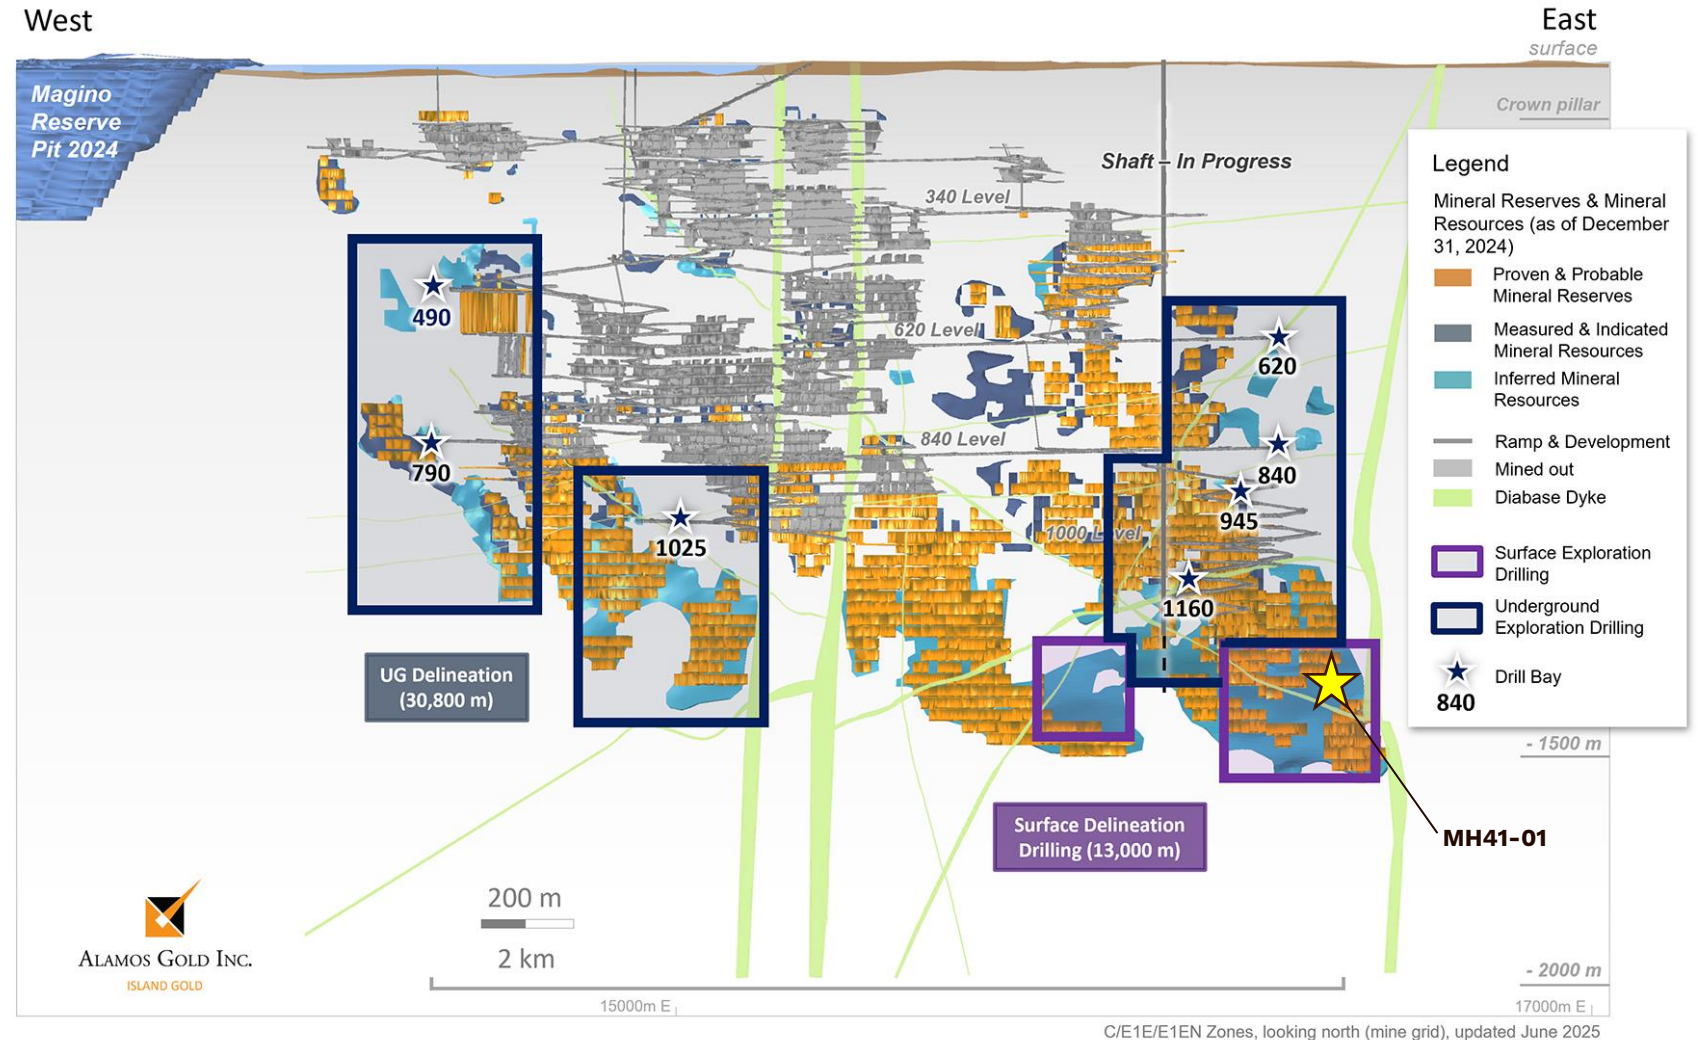 West
East
surface
Magino
Reserve
Pit 2024
Crown pillar
Shaft – In Progress
340 Level
620 Level
840 Level
1000 Level
490
790
1025
620
840
945
1160
Legend
Mineral Reserves & Mineral
Resources (as of December
31, 2024)
Proven & Probable
Mineral Reserves
Measured & Indicated
Mineral Resources
Inferred Mineral
Resources
Ramp & Development
Mined out
Diabase Dyke
Surface Exploration
Drilling
Underground
Exploration Drilling
Drill Bay
840
UG Delineation
(30,800 m)
Surface Delineation
Drilling (13,000 m)
- 1500 m
MH41-01
200 m
2 km
ALAMOS GOLD INC.
ISLAND GOLD
- 2000 m
15000m E
17000m E
C/E1E/E1EN Zones, looking north (mine grid), updated June 2025